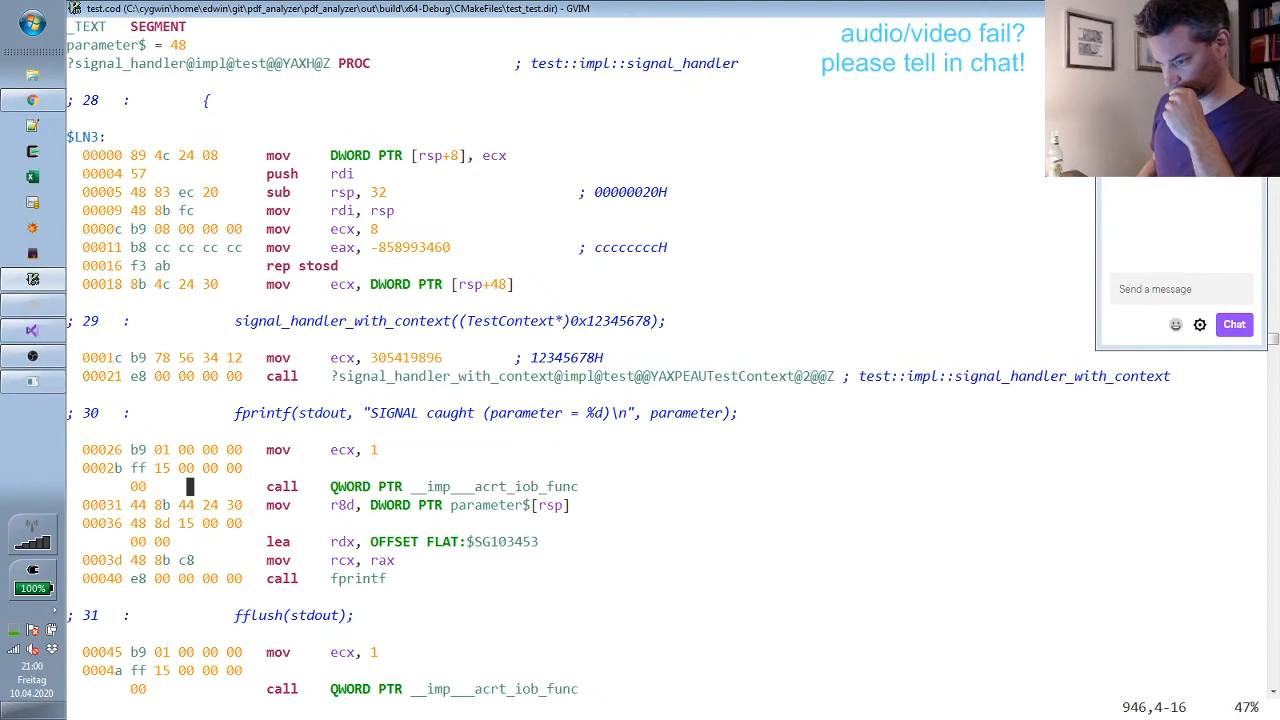 test.cod (C:\cygwin\home\edwin\git\pdf_analyzer\pdf_analyzer\out\build\x64-Debug\CMakeFiles\test_test.dir) - GVIM
_TEXT SEGMENT
parameter$ = 48
?signal_handler@impl@test@@YAXH@Z PROC ; test::impl::signal_handler
; 28 : {
$LN3:
00000 89 4c 24 08 mov DWORD PTR [rsp+8], ecx
00004 57 push rdi
00005 48 83 ec 20 sub rsp, 32 ; 00000020H
00009 48 8b fc mov rdi, rsp
0000c b9 08 00 00 00 mov ecx, 8
00011 b8 cc cc cc cc mov eax, -858993460 ; ccccccccH
00016 f3 ab rep stosd
00018 8b 4c 24 30 mov ecx, DWORD PTR [rsp+48]
; 29 : signal_handler_with_context((TestContext*)0x12345678);
0001c b9 78 56 34 12 mov ecx, 305419896 ; 12345678H
00021 e8 00 00 00 00 call ?signal_handler_with_context@impl@test@@YAXPEAUTestContext@2@@Z ; test::impl::signal_handler_with_context
; 30 : fprintf(stdout, "SIGNAL caught (parameter = %d)\n", parameter);
00026 b9 01 00 00 00 mov ecx, 1
0002b ff 15 00 00 00
00 call QWORD PTR __imp___acrt_iob_func
00031 44 8b 44 24 30 mov r8d, DWORD PTR parameter$[rsp]
00036 48 8d 15 00 00
00 00 lea rdx, OFFSET FLAT:$SG103453
0003d 48 8b c8 mov rcx, rax
00040 e8 00 00 00 00 call fprintf
; 31 : fflush(stdout);
00045 b9 01 00 00 00 mov ecx, 1
0004a ff 15 00 00 00
00 call QWORD PTR __imp___acrt_iob_func
946,4-16 47%
audio/video fail?
please tell in chat!
Send a message
Chat
100%
21:00
Freitag
10.04.2020